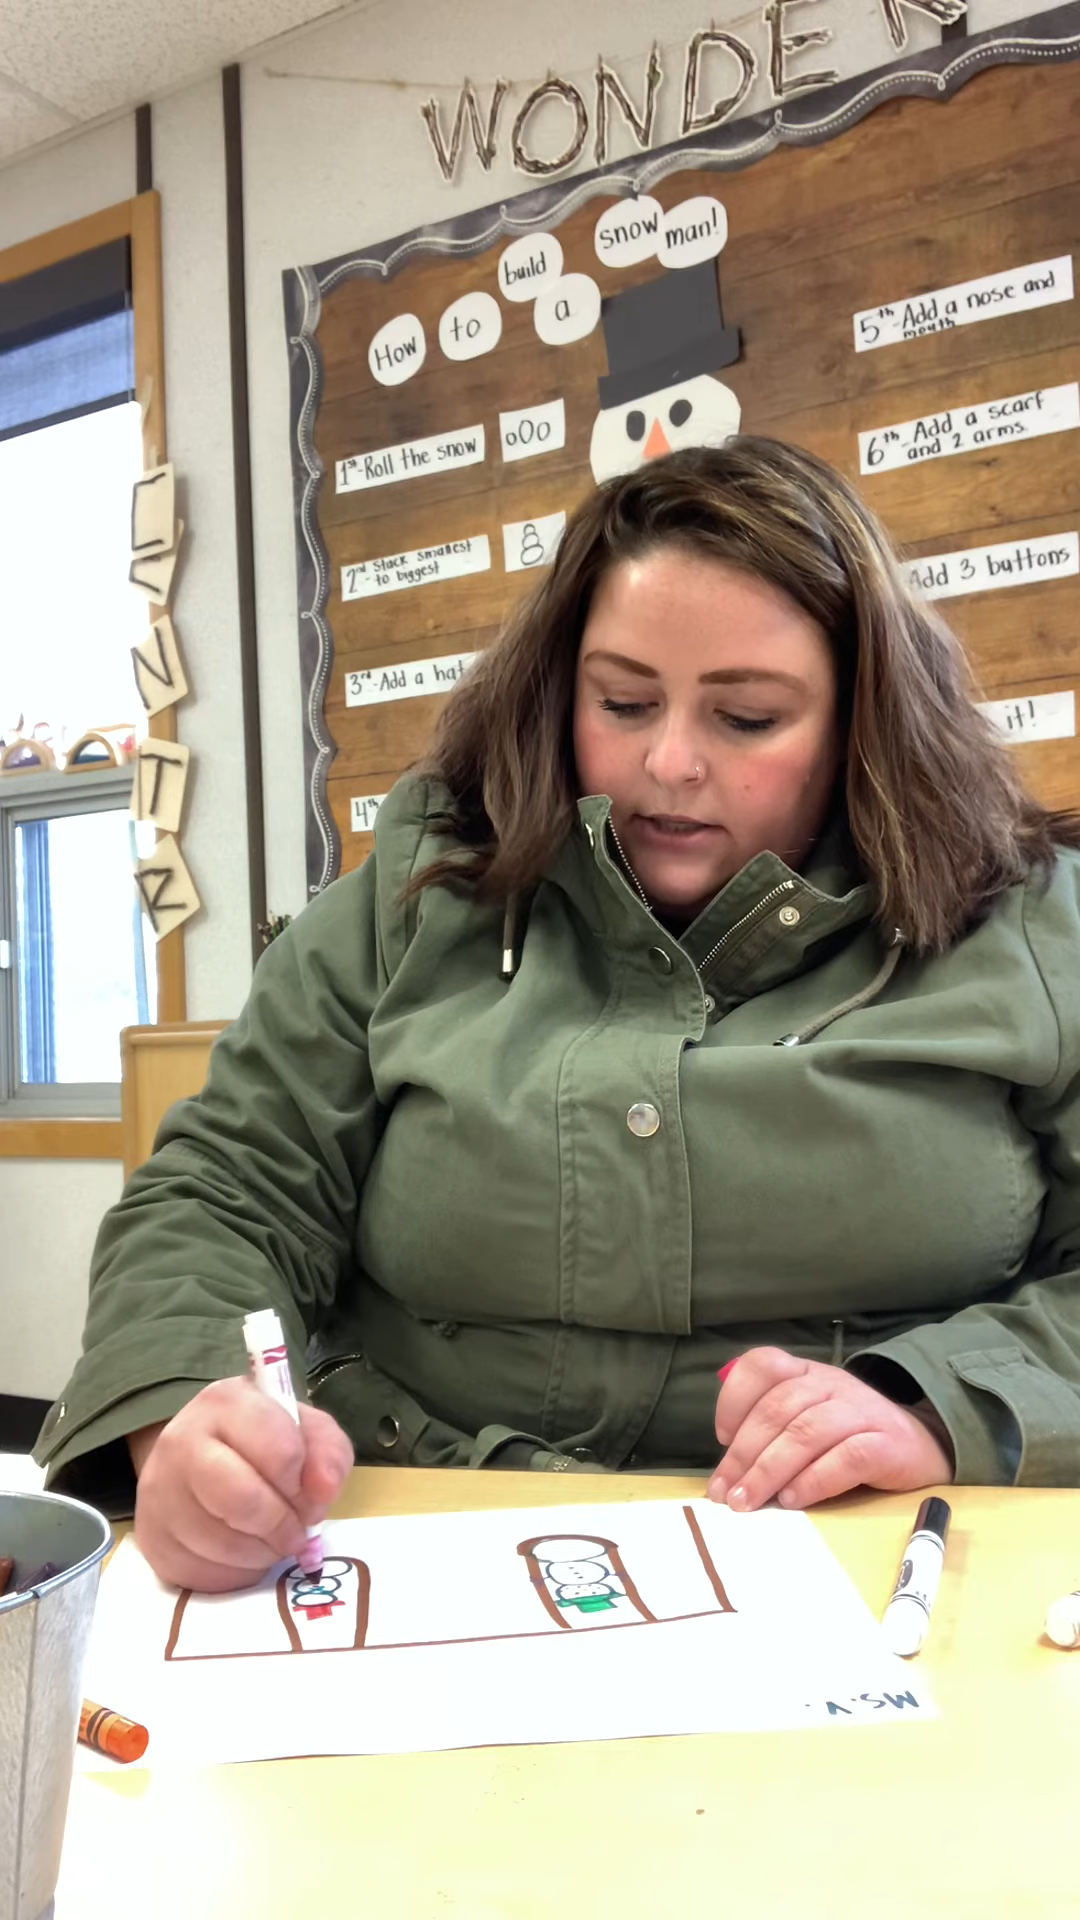 WONDER
How to build a snow man!
1st-Roll the snow
2nd Stack smallest
- to biggest
3rd-Add a hat
4th
5th-Add a nose and
mouth
6th-Add a scarf
and 2 arms.
Add 3 buttons
it!
Ms.V.